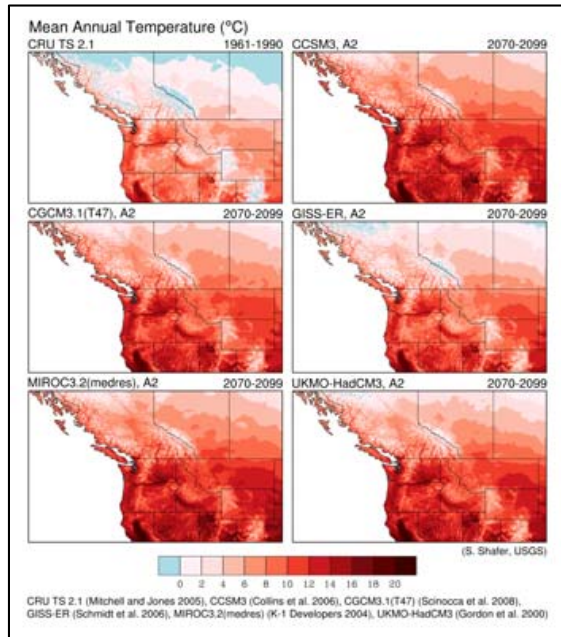 Mean Annual Temperature (°C)
CRU TS 2.1 1961-1990
CCSM3, A2 2070-2099
CGCM3.1(T47), A2 2070-2099
GISS-ER, A2 2070-2099
MIROC3.2(medres), A2 2070-2099
UKMO-HadCM3, A2 2070-2099
(S. Shafer, USGS)
0 2 4 6 8 10 12 14 16 18 20
CRU TS 2.1 (Mitchell and Jones 2005), CCSM3 (Collins et al. 2006), CGCM3.1(T47) (Scinocca et al. 2008),
GISS-ER (Schmidt et al. 2006), MIROC3.2(medres) (K-1 Developers 2004), UKMO-HadCM3 (Gordon et al. 2000)